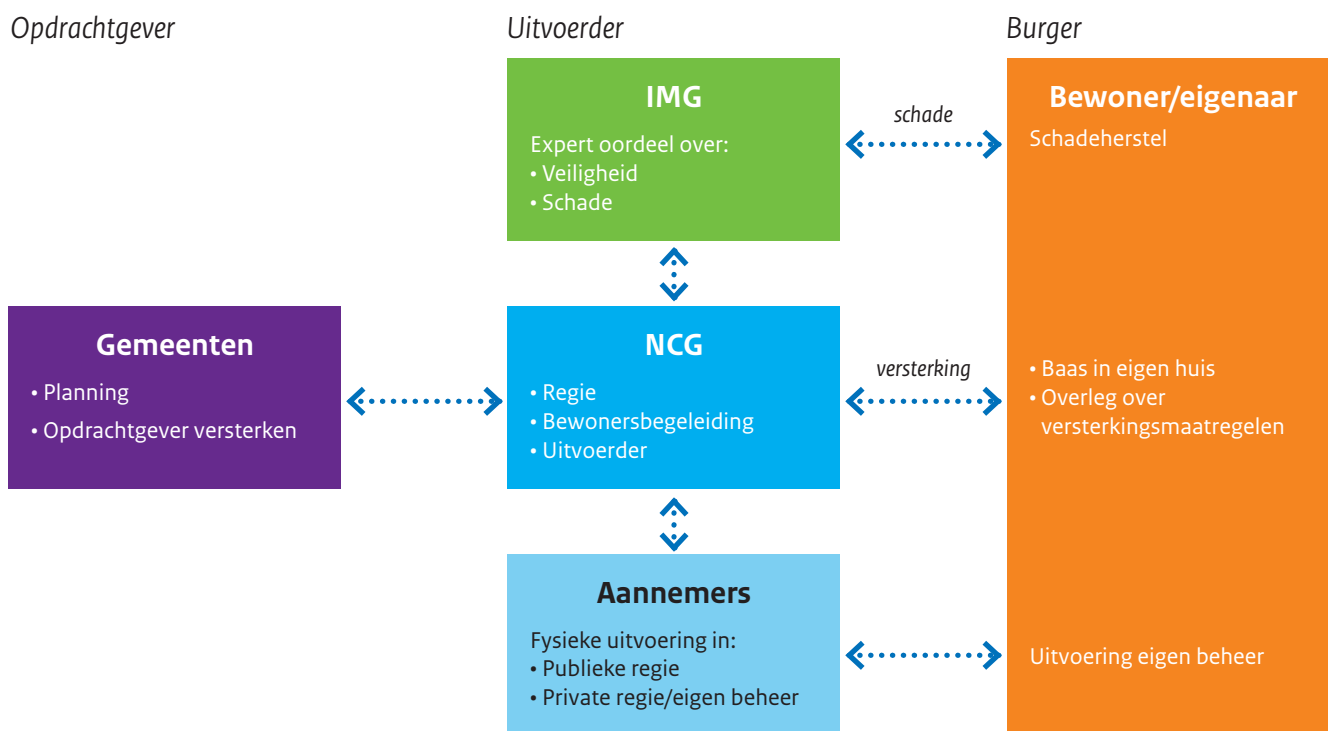 Opdrachtgever
Uitvoerder
Burger
IMG
Expert oordeel over:
• Veiligheid
• Schade
schade
Bewoner/eigenaar
Schadeherstel
Gemeenten
• Planning
• Opdrachtgever versterken
NCG
• Regie
• Bewonersbegeleiding
• Uitvoerder
versterking
• Baas in eigen huis
• Overleg over
versterkingsmaatregelen
Aannemers
Fysieke uitvoering in:
• Publieke regie
• Private regie/eigen beheer
Uitvoering eigen beheer